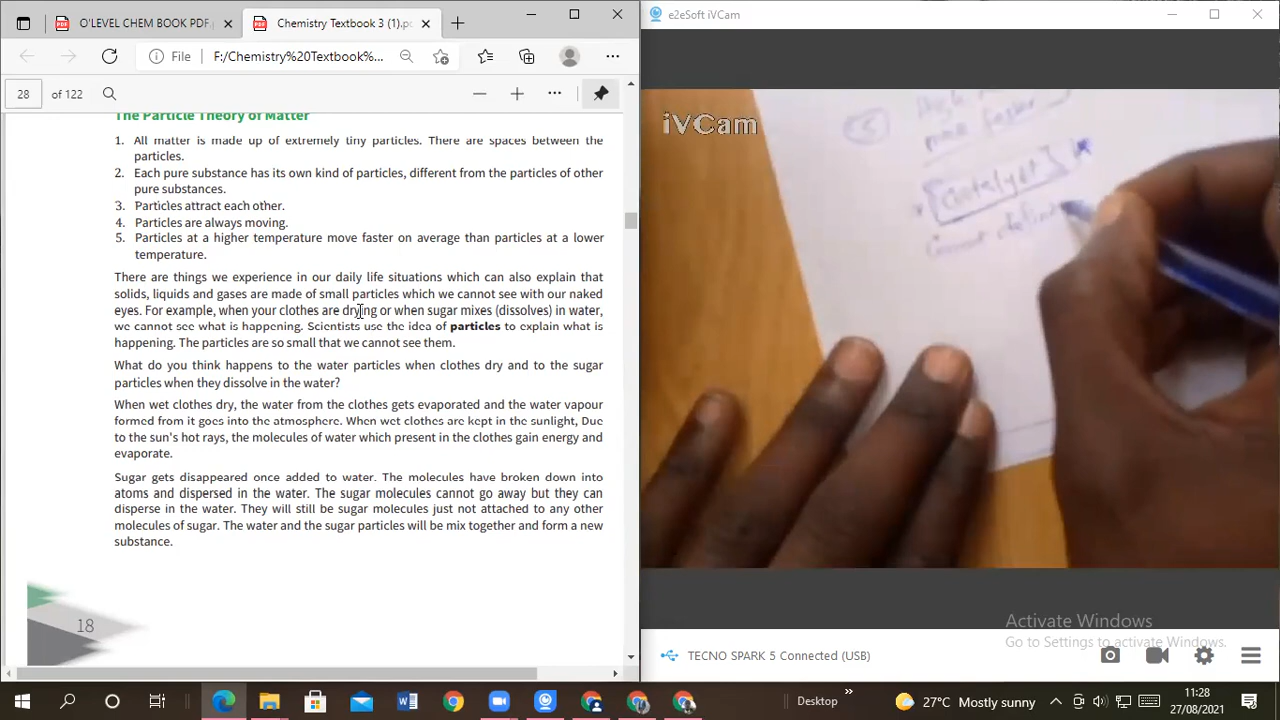 O'LEVEL CHEM BOOK PDF
Chemistry Textbook 3 (1).pc
File
F:/Chemistry%20Textbook%...
28
of 122
The Particle Theory of Matter
1. All matter is made up of extremely tiny particles. There are spaces between the
particles.
2. Each pure substance has its own kind of particles, different from the particles of other
pure substances.
3. Particles attract each other.
4. Particles are always moving.
5. Particles at a higher temperature move faster on average than particles at a lower
temperature.
There are things we experience in our daily life situations which can also explain that
solids, liquids and gases are made of small particles which we cannot see with our naked
eyes. For example, when your clothes are drying or when sugar mixes (dissolves) in water,
we cannot see what is happening. Scientists use the idea of particles to explain what is
happening. The particles are so small that we cannot see them.
What do you think happens to the water particles when clothes dry and to the sugar
particles when they dissolve in the water?
When wet clothes dry, the water from the clothes gets evaporated and the water vapour
formed from it goes into the atmosphere. When wet clothes are kept in the sunlight, Due
to the sun's hot rays, the molecules of water which present in the clothes gain energy and
evaporate.
Sugar gets disappeared once added to water. The molecules have broken down into
atoms and dispersed in the water. The sugar molecules cannot go away but they can
disperse in the water. They will still be sugar molecules just not attached to any other
molecules of sugar. The water and the sugar particles will be mix together and form a new
substance.
18
e2eSoft iVCam
iVCam
faster
Catalyst
Cannot
Activate Windows
Go to Settings to activate Windows.
TECNO SPARK 5 Connected (USB)
Desktop
27°C Mostly sunny
11:28
27/08/2021